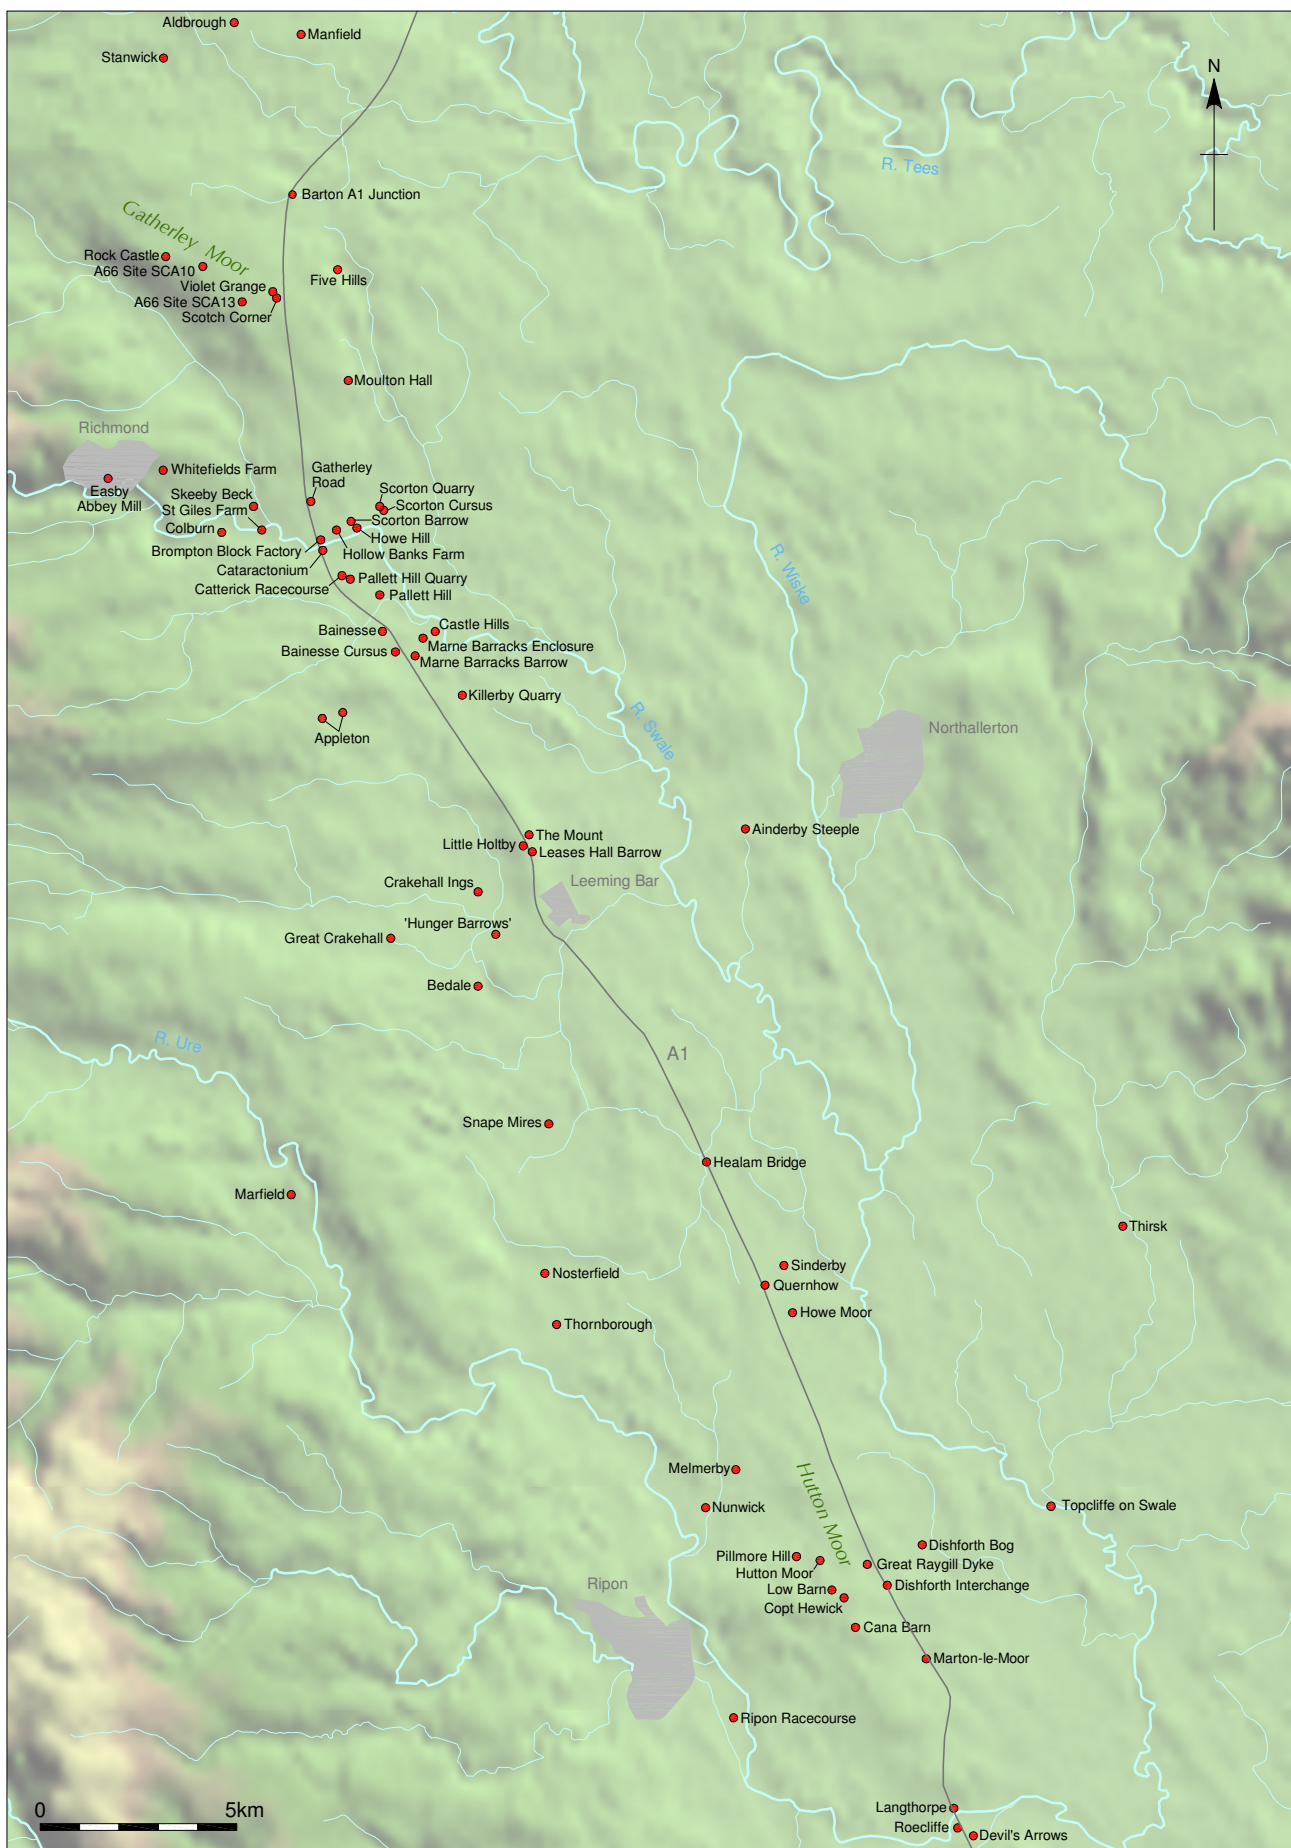 Aldbrough
Manfield
Stanwick
N
R. Tees
Barton A1 Junction
Gatherley Moor
Rock Castle
A66 Site SCA10
Five Hills
Violet Grange
A66 Site SCA13
Scotch Corner
Moulton Hall
Richmond
Whitefields Farm
Easby
Abbey Mill
Gatherley
Road
Skeeby Beck
St Giles Farm
Colburn
Scorton Quarry
Scorton Cursus
Scorton Barrow
Howe Hill
Brompton Block Factory
Hollow Banks Farm
Cataractonium
Catterick Racecourse
Pallett Hill Quarry
Pallett Hill
R. Wiske
Bainesse
Castle Hills
Marne Barracks Enclosure
Bainesse Cursus
Marne Barracks Barrow
Killerby Quarry
R. Swale
Appleton
Northallerton
The Mount
Ainderby Steeple
Little Holtby
Leases Hall Barrow
Crakehall Ings
Leeming Bar
'Hunger Barrows'
Great Crakehall
Bedale
R. Ure
A1
Snape Mires
Healam Bridge
Marfield
Thirsk
Sinderby
Nosterfield
Quernhow
Howe Moor
Thornborough
Melmerby
Hutton Moor
Nunwick
Topcliffe on Swale
Dishforth Bog
Pillmore Hill
Great Raygill Dyke
Hutton Moor
Ripon
Low Barn
Dishforth Interchange
Copt Hewick
Cana Barn
Marton-le-Moor
Ripon Racecourse
0 5km
Langthorpe
Roecliffe
Devil's Arrows